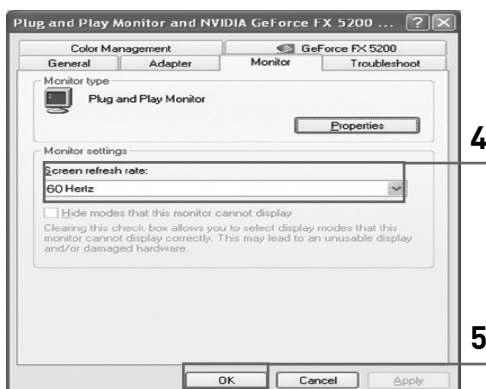 Plug and Play Monitor and NVIDIA GeForce FX 5200 ...
Color Management
GeForce FX 5200
General
Adapter
Monitor
Troubleshoot
Monitor type
Plug and Play Monitor
Properties
4
Monitor settings
Screen refresh rate:
60 Hertz
Hide modes that this monitor cannot display
Clearing this check box allows you to select display modes that this
monitor cannot display correctly. This may lead to an unusable display
and/or damaged hardware.
5
OK
Cancel
Apply